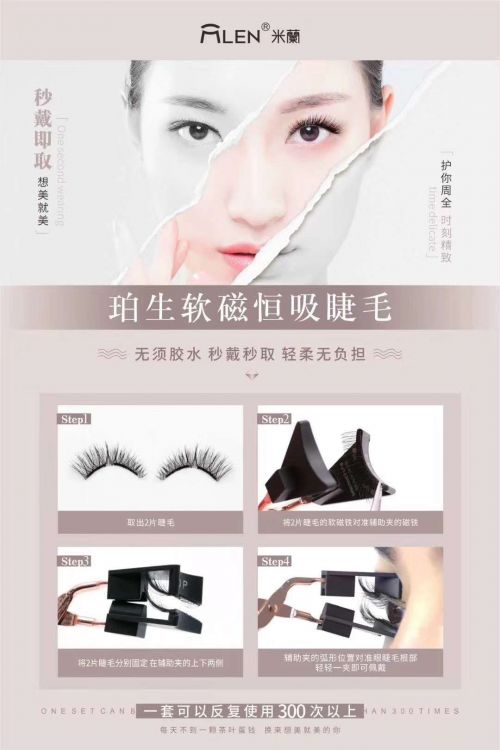 MLEN® 米蘭
秒戴即取
想美就美
One second wearing
护你周全
时刻精致
time delicate
珀生软磁恒吸睫毛
无须胶水 秒戴秒取 轻柔无负担
Step1
取出2片睫毛
Step2
将2片睫毛的软磁铁对准辅助夹的磁铁
Step3
将2片睫毛分别固定在辅助夹的上下两侧
Step4
辅助夹的弧形位置对准眼睫毛根部
轻轻一夹即可佩戴
ONE SET CAN B 一套可以反复使用300次以上 HAN 300 TIMES
每天不到一颗茶叶蛋钱 换来想美就美的你